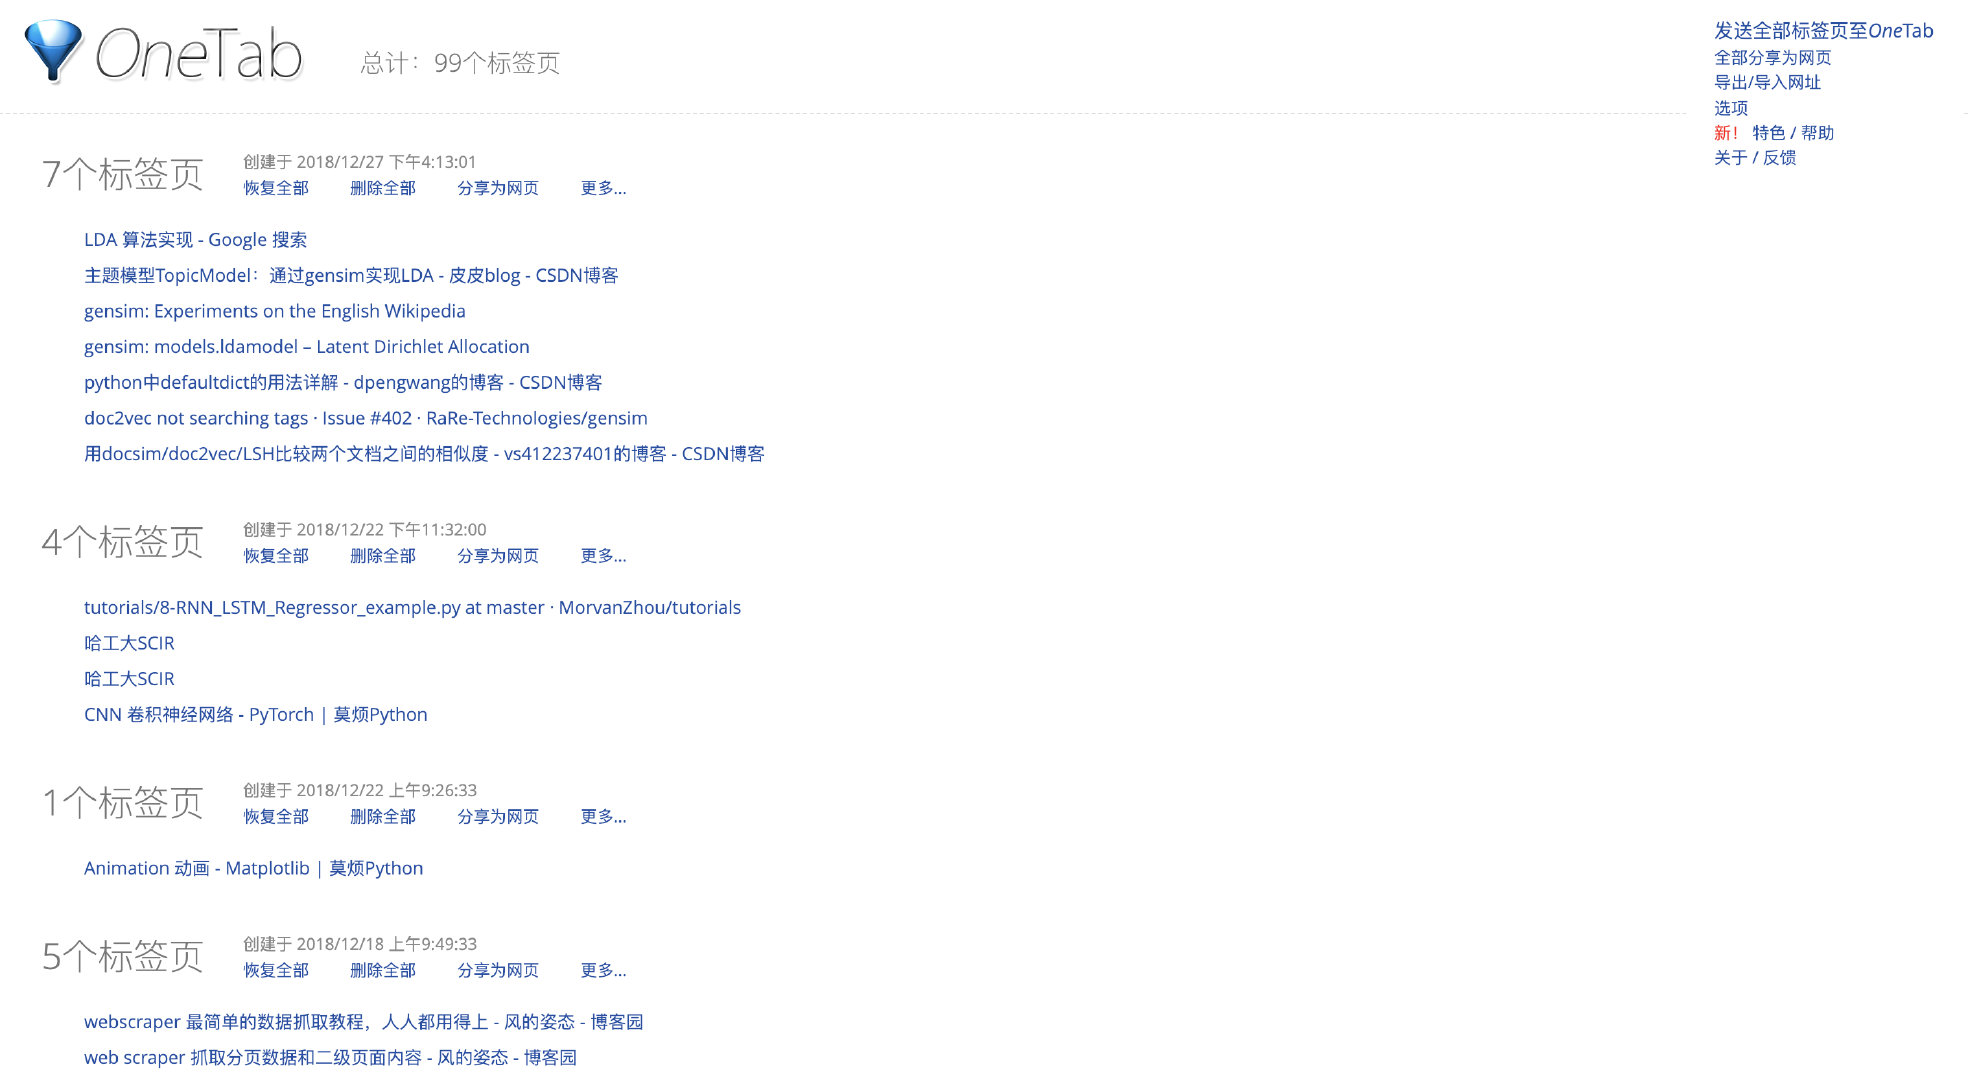 OneTab
总计：99个标签页
发送全部标签页至OneTab
全部分享为网页
导出/导入网址
选项
新！ 特色 / 帮助
关于 / 反馈
7个标签页
创建于 2018/12/27 下午4:13:01
恢复全部 删除全部 分享为网页 更多...
LDA 算法实现 - Google 搜索
主题模型TopicModel：通过gensim实现LDA - 皮皮blog - CSDN博客
gensim: Experiments on the English Wikipedia
gensim: models.ldamodel – Latent Dirichlet Allocation
python中defaultdict的用法详解 - dpengwang的博客 - CSDN博客
doc2vec not searching tags · Issue #402 · RaRe-Technologies/gensim
用docsim/doc2vec/LSH比较两个文档之间的相似度 - vs412237401的博客 - CSDN博客
4个标签页
创建于 2018/12/22 下午11:32:00
恢复全部 删除全部 分享为网页 更多...
tutorials/8-RNN_LSTM_Regressor_example.py at master · MorvanZhou/tutorials
哈工大SCIR
哈工大SCIR
CNN 卷积神经网络 - PyTorch | 莫烦Python
1个标签页
创建于 2018/12/22 上午9:26:33
恢复全部 删除全部 分享为网页 更多...
Animation 动画 - Matplotlib | 莫烦Python
5个标签页
创建于 2018/12/18 上午9:49:33
恢复全部 删除全部 分享为网页 更多...
webscraper 最简单的数据抓取教程，人人都用得上 - 风的姿态 - 博客园
web scraper 抓取分页数据和二级页面内容 - 风的姿态 - 博客园